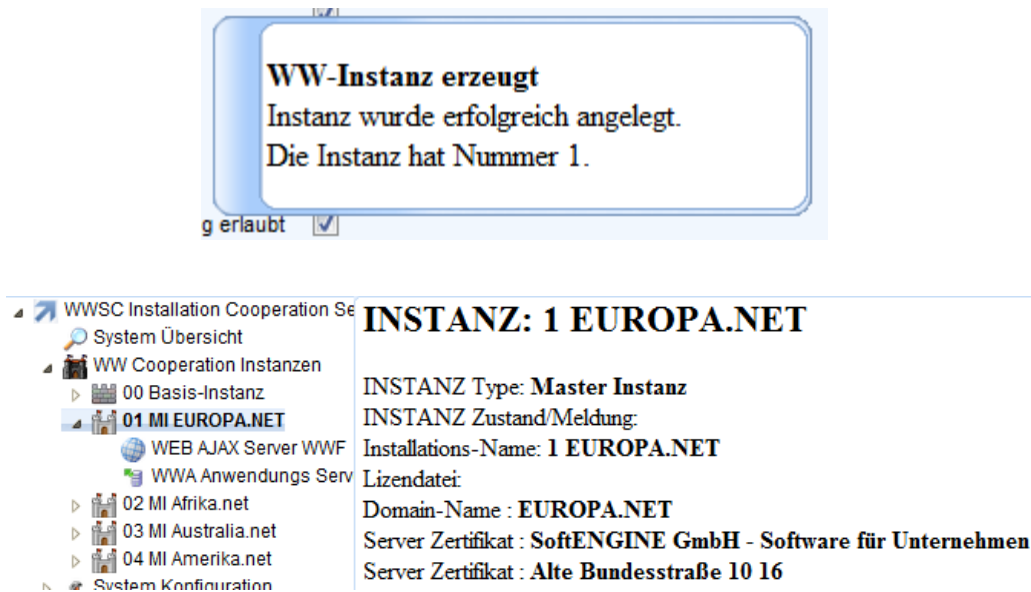 WW-Instanz erzeugt
Instanz wurde erfolgreich angelegt.
Die Instanz hat Nummer 1.
g erlaubt
WWSC Installation Cooperation Se
System Übersicht
WW Cooperation Instanzen
00 Basis-Instanz
01 MI EUROPA.NET
WEB AJAX Server WWF
WWA Anwendungs Serv
02 MI Afrika.net
03 MI Australia.net
04 MI Amerika.net
System Konfiguration
INSTANZ: 1 EUROPA.NET
INSTANZ Type: Master Instanz
INSTANZ Zustand/Meldung:
Installations-Name: 1 EUROPA.NET
Lizendatei:
Domain-Name : EUROPA.NET
Server Zertifikat : SoftENGINE GmbH - Software für Unternehmen
Server Zertifikat : Alte Bundesstraße 10 16